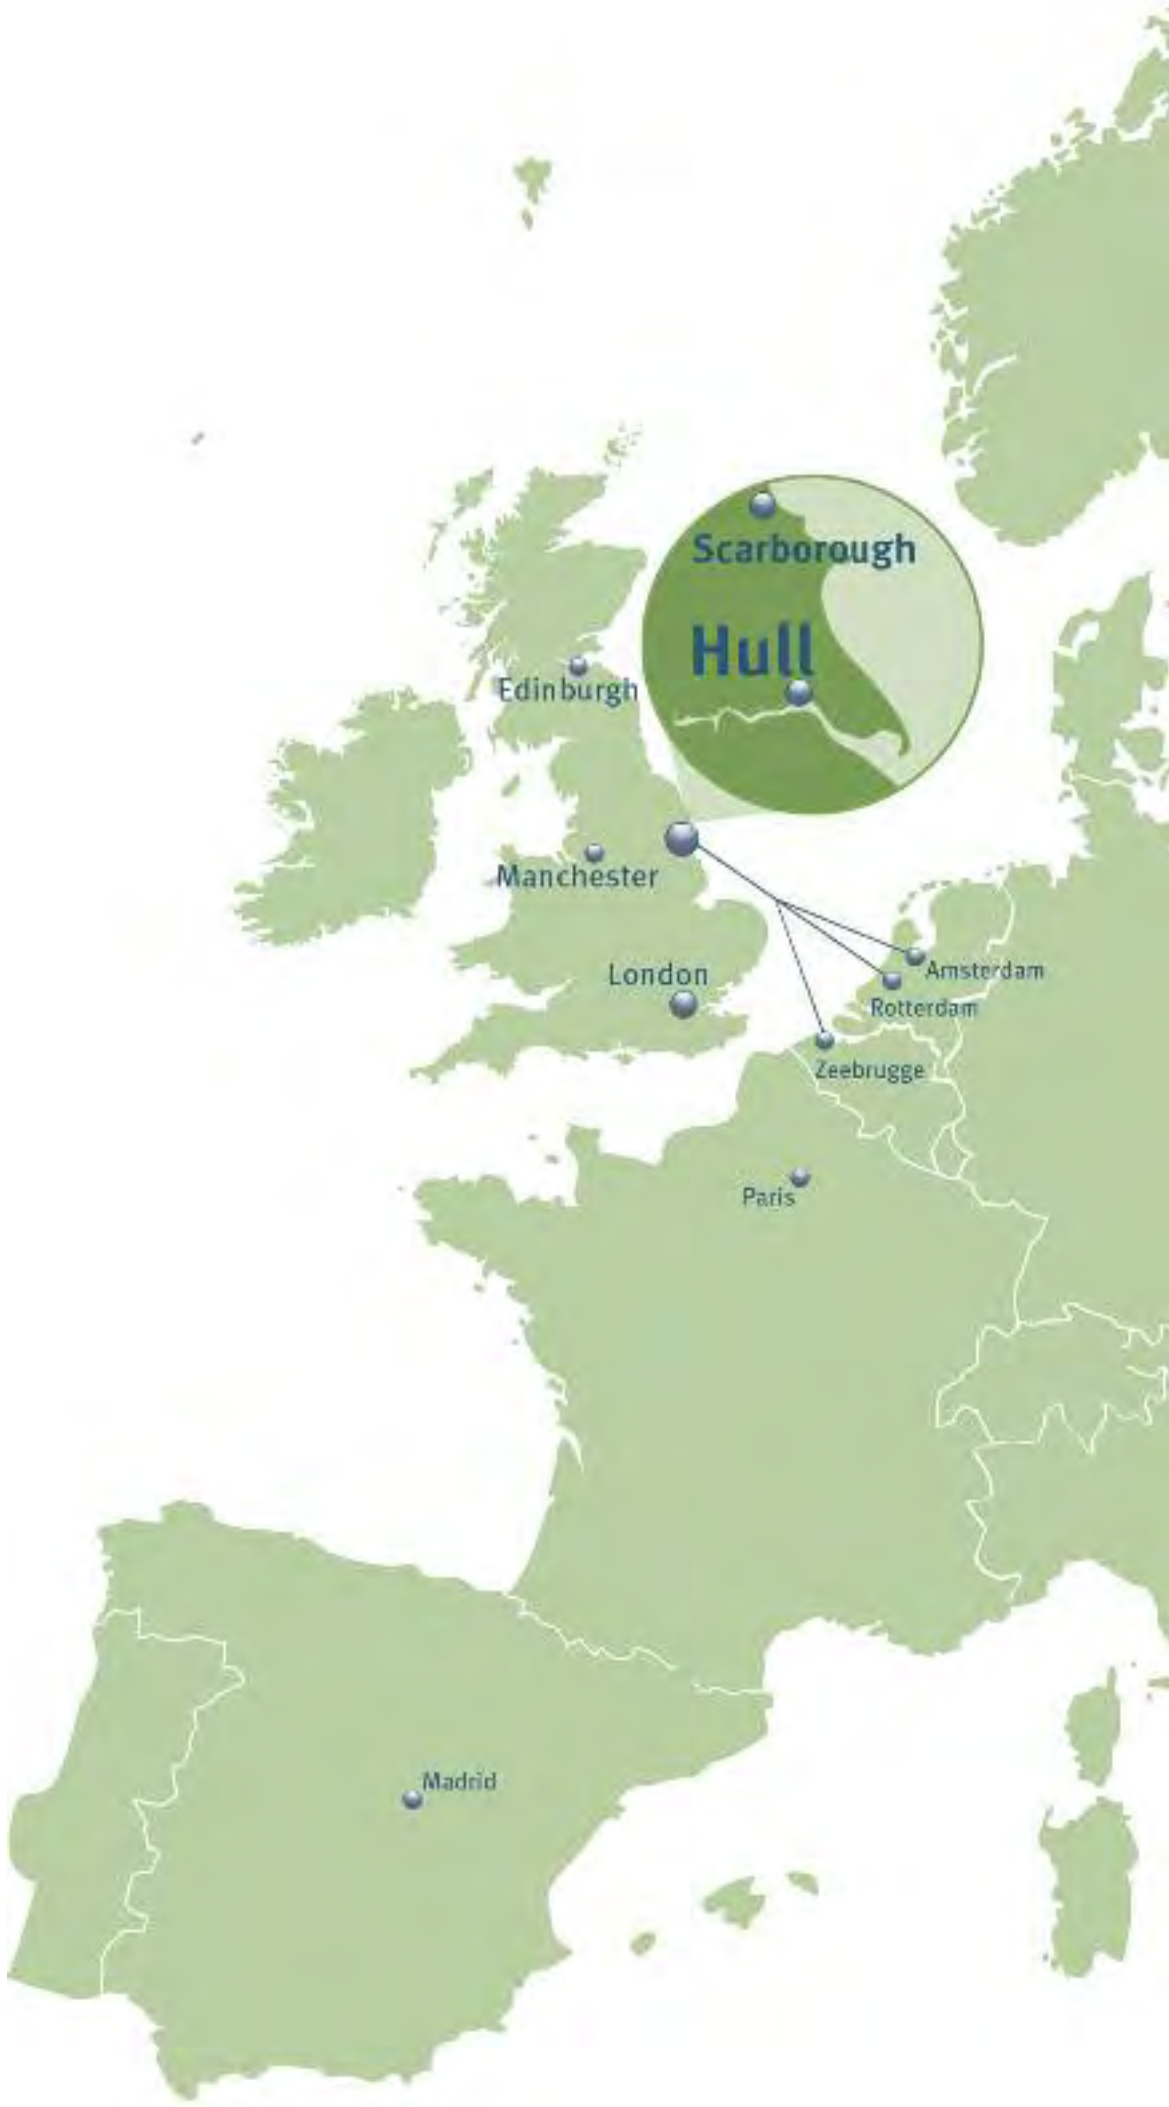 Scarborough
Hull
Edinburgh
Manchester
London
Amsterdam
Rotterdam
Zeebrugge
Paris
Madrid